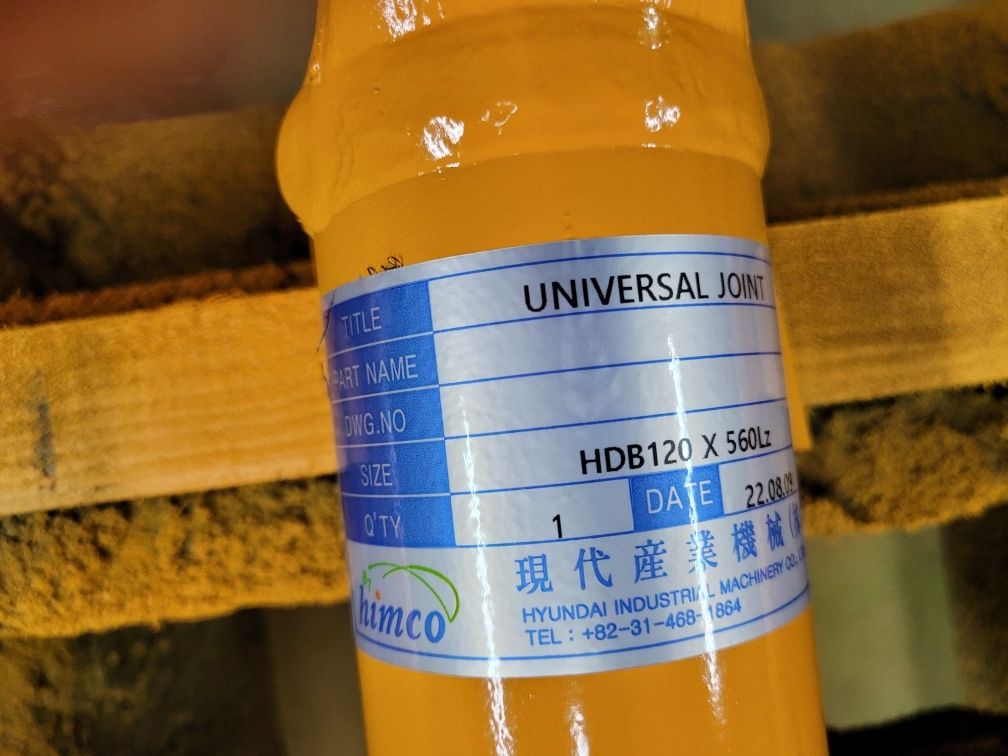 TITLE UNIVERSAL JOINT
PART NAME
DWG.NO
SIZE HDB120 X 560Lz
Q'TY 1 DATE 22.08.09
himco 現代産業機械(株
HYUNDAI INDUSTRIAL MACHINERY CO.,
TEL : +82-31-468-1864